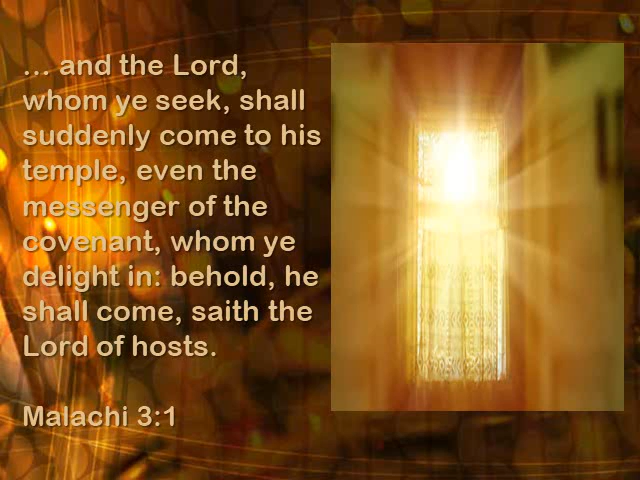 ... and the Lord,
whom ye seek, shall
suddenly come to his
temple, even the
messenger of the
covenant, whom ye
delight in: behold, he
shall come, saith the
Lord of hosts.
Malachi 3:1